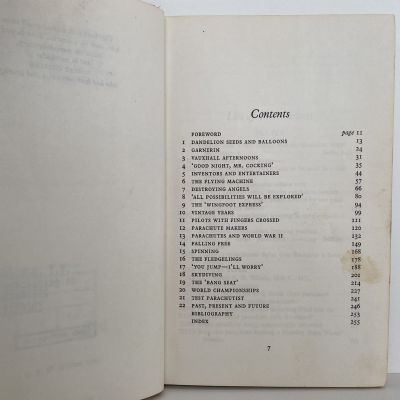 Contents
FOREWORD page 11
1 DANDELION SEEDS AND BALLOONS 13
2 GARNERIN 24
3 VAUXHALL AFTERNOONS 31
4 'GOOD NIGHT, MR. COCKING' 35
5 INVENTORS AND ENTERTAINERS 44
6 THE FLYING MACHINE 57
7 DESTROYING ANGELS 66
8 'ALL POSSIBILITIES WILL BE EXPLORED' 80
9 THE 'WINGFOOT EXPRESS' 94
10 VINTAGE YEARS 99
11 PILOTS WITH FINGERS CROSSED 111
12 PARACHUTE MAKERS 120
13 PARACHUTES AND WORLD WAR II 132
14 FALLING FREE 149
15 SPINNING 168
16 THE FLEDGELINGS 178
17 'YOU JUMP—I'LL WORRY' 188
18 SKYDIVING 201
19 THE 'BANG SEAT' 214
20 WORLD CHAMPIONSHIPS 227
21 TEST PARACHUTIST 241
22 PAST, PRESENT AND FUTURE 246
BIBLIOGRAPHY 253
INDEX 255
7